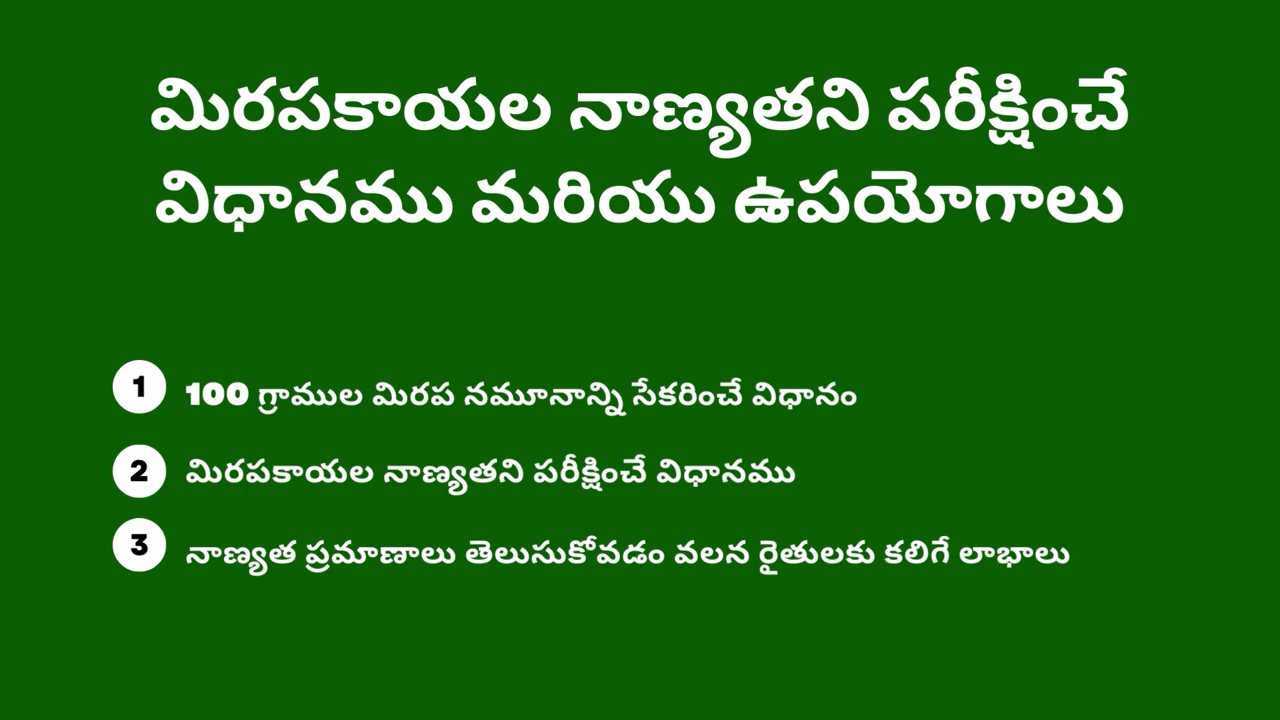 మిరపకాయల నాణ్యతని పరీక్షించే
విధానము మరియు ఉపయోగాలు
1 100 గ్రాముల మిరప నమూనాన్ని సేకరించే విధానం
2 మిరపకాయల నాణ్యతని పరీక్షించే విధానము
3 నాణ్యత ప్రమాణాలు తెలుసుకోవడం వలన రైతులకు కలిగే లాభాలు